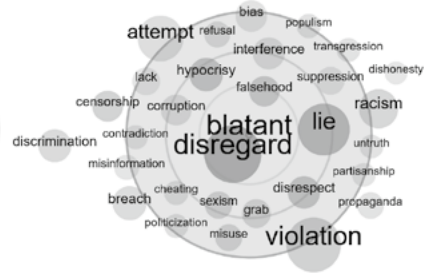 bias
populism
attempt
refusal
interference
transgression
hypocrisy
lack
suppression
dishonesty
falsehood
censorship
corruption
racism
blatant
lie
discrimination
contradiction
disregard
untruth
misinformation
partisanship
cheating
disrespect
breach
sexism
propaganda
grab
politicization
misuse
violation